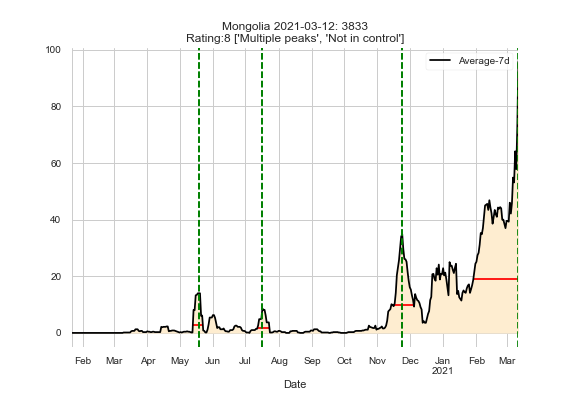 Mongolia 2021-03-12: 3833
Rating:8 ['Multiple peaks', 'Not in control']
100
80
60
40
20
0
Average-7d
Feb Mar Apr May Jun Jul Aug Sep Oct Nov Dec Jan Feb Mar
2021
Date